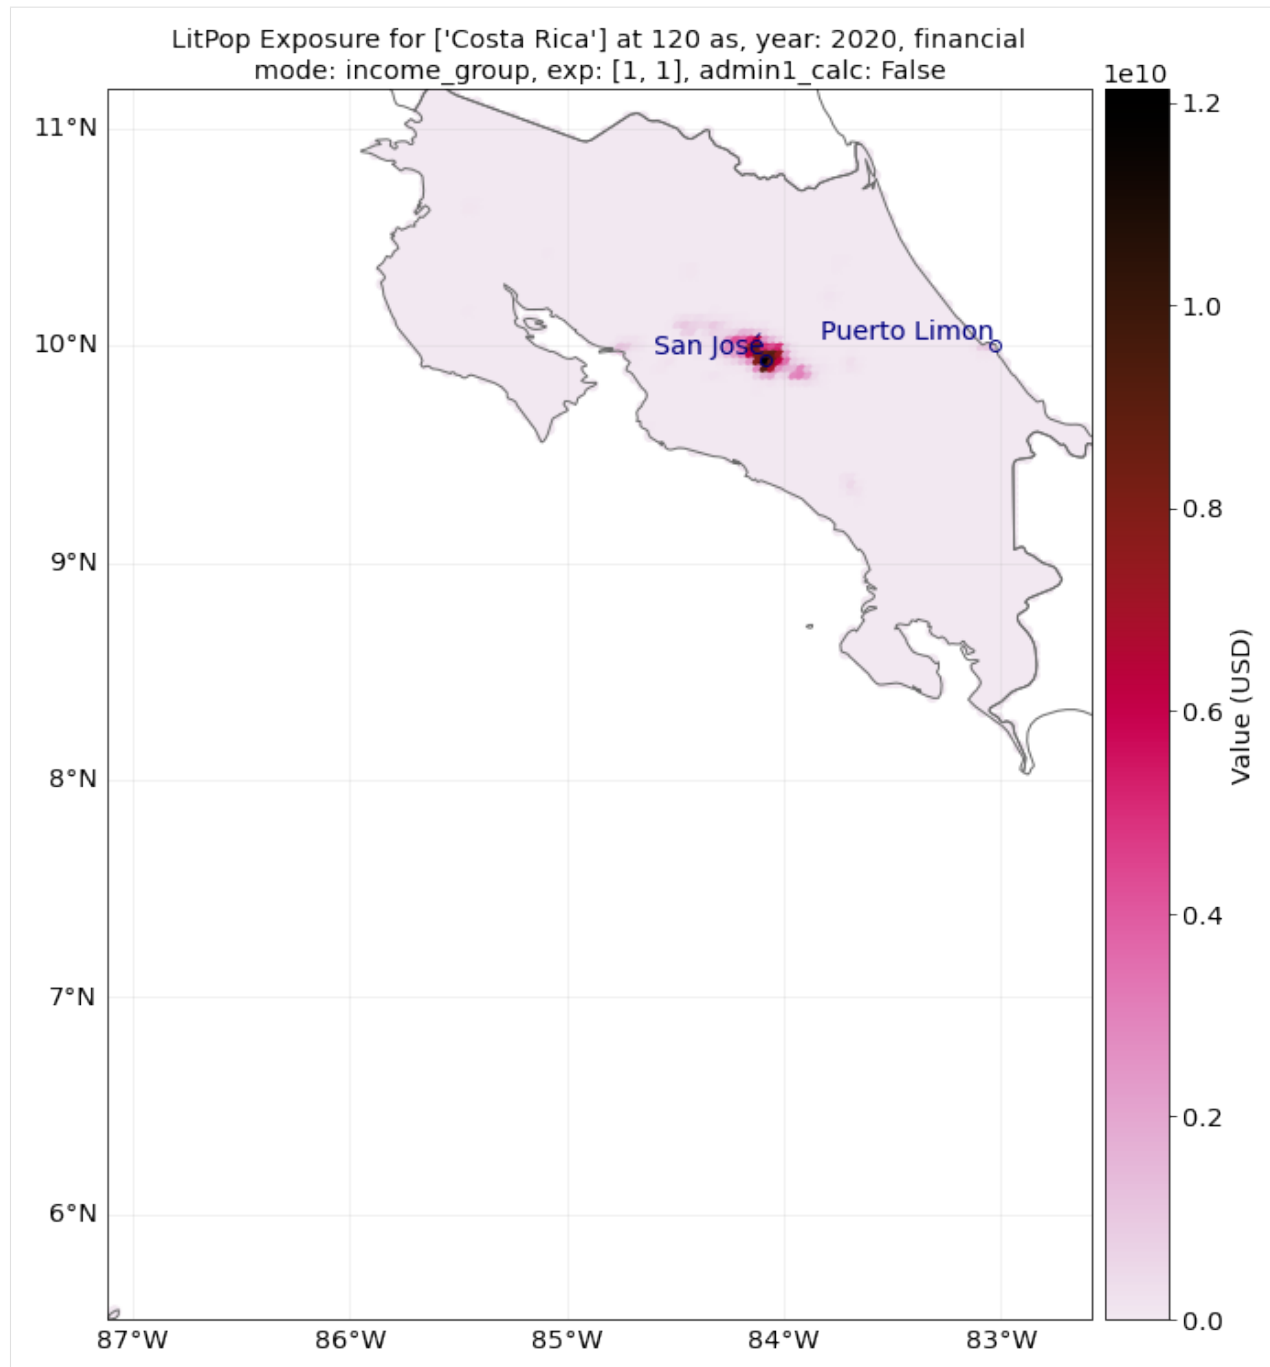 LitPop Exposure for ['Costa Rica'] at 120 as, year: 2020, financial
mode: income_group, exp: [1, 1], admin1_calc: False
1e10
1.2
11°N
1.0
Puerto Limon
10°N
San José
0.8
9°N
0.6
Value (USD)
8°N
0.4
7°N
0.2
6°N
0.0
87°W
86°W
85°W
84°W
83°W